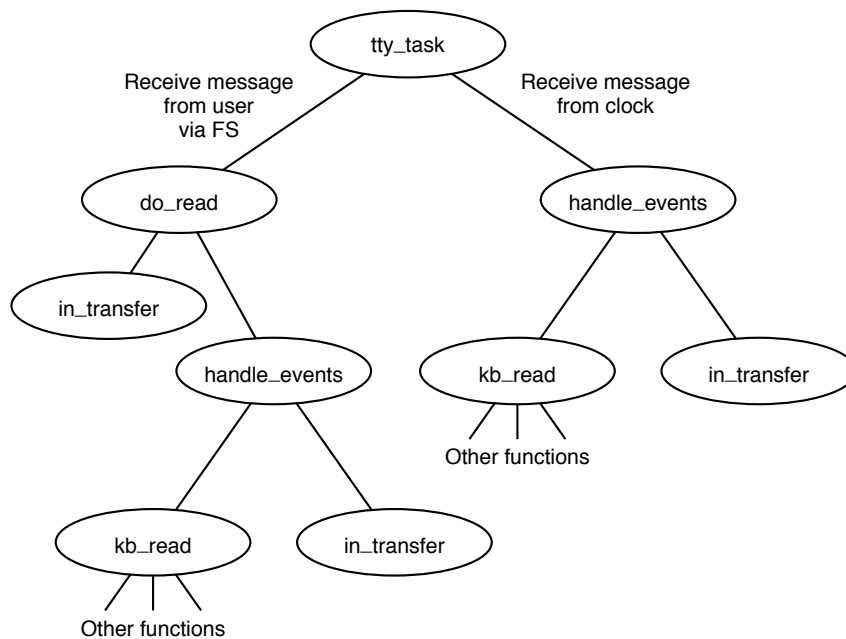 tty_task
Receive message
from user
via FS
Receive message
from clock
do_read
handle_events
in_transfer
handle_events
kb_read
in_transfer
Other functions
kb_read
in_transfer
Other functions